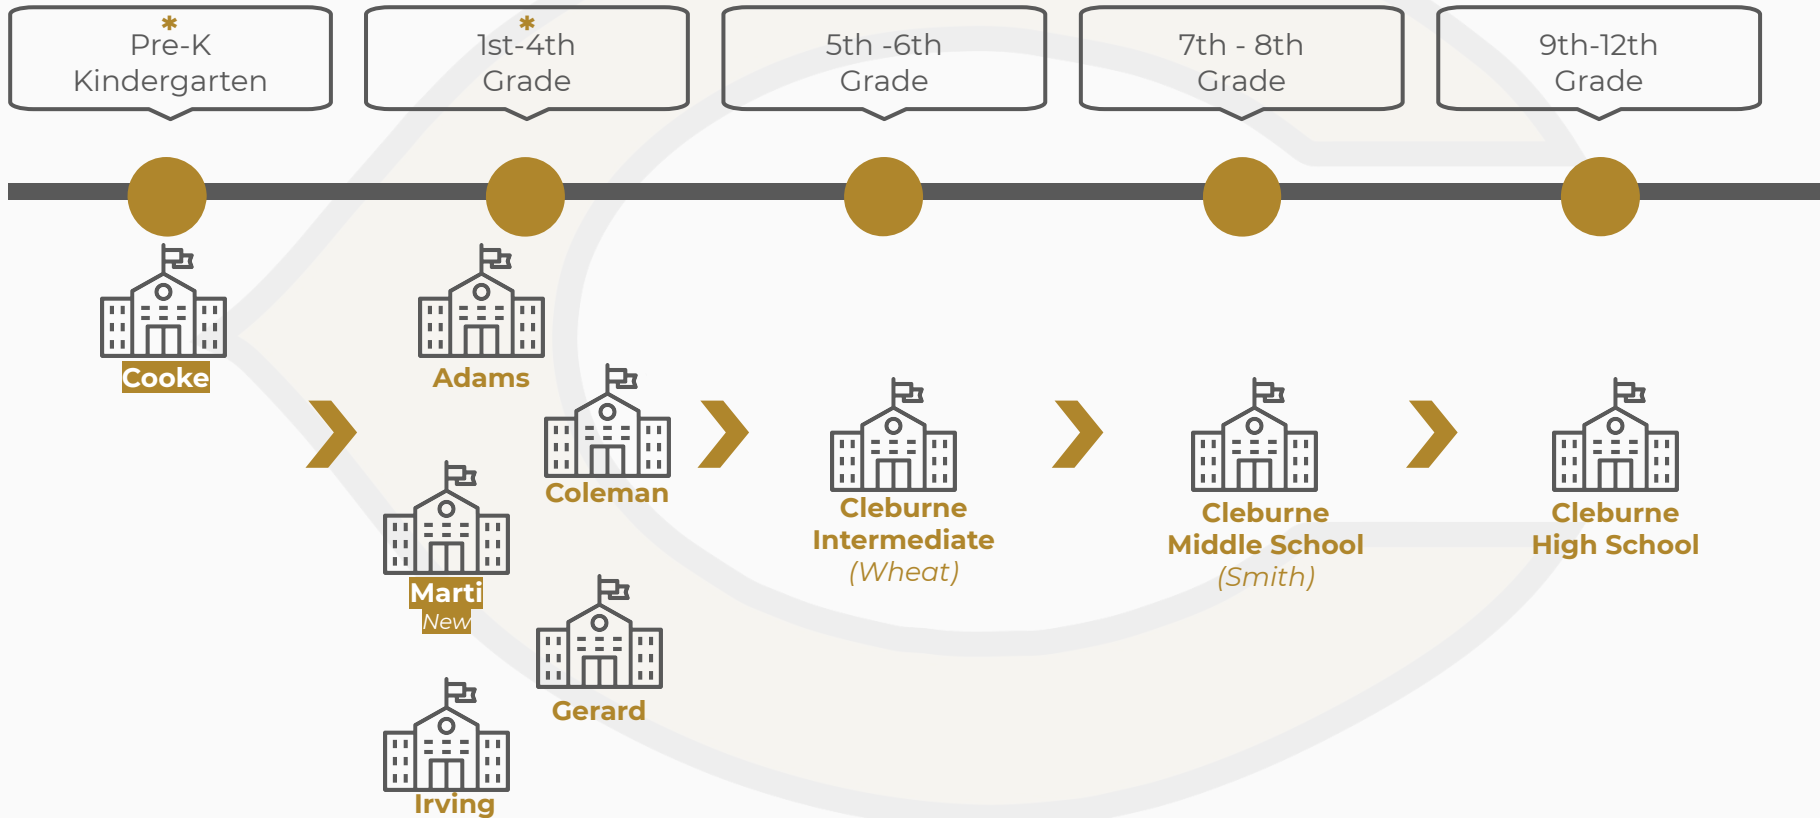 *
Pre-K
Kindergarten
*
1st-4th
Grade
5th -6th
Grade
7th - 8th
Grade
9th-12th
Grade
Cooke
Adams
Coleman
Marti
New
Gerard
Irving
Cleburne
Intermediate
(Wheat)
Cleburne
Middle School
(Smith)
Cleburne
High School